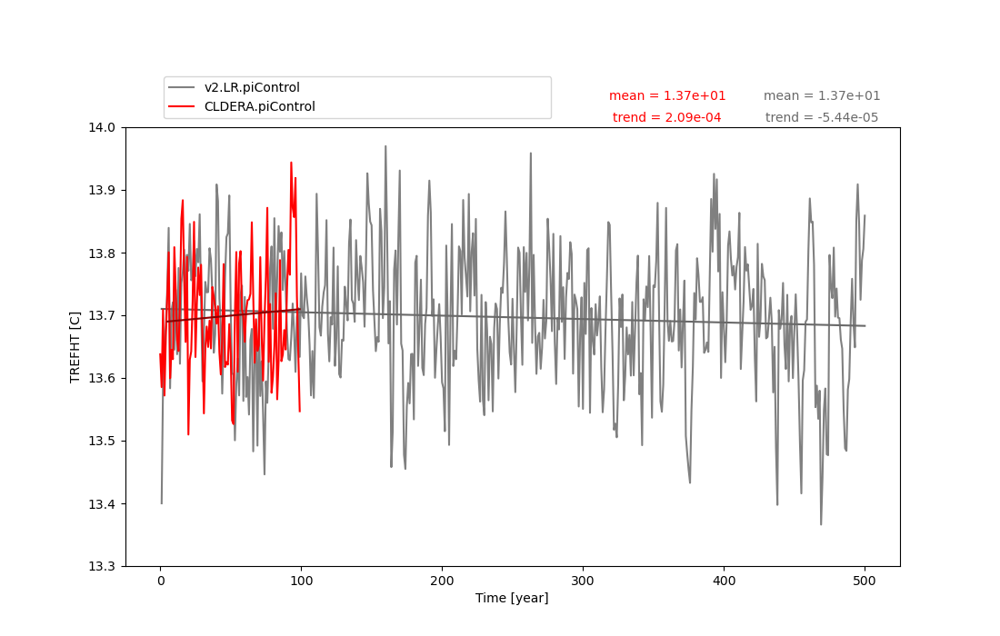 v2.LR.piControl
CLDERA.piControl
mean = 1.37e+01 mean = 1.37e+01
trend = 2.09e-04 trend = -5.44e-05
14.0
13.9
13.8
13.7
13.6
13.5
13.4
13.3
TREFHT [C]
0 100 200 300 400 500
Time [year]